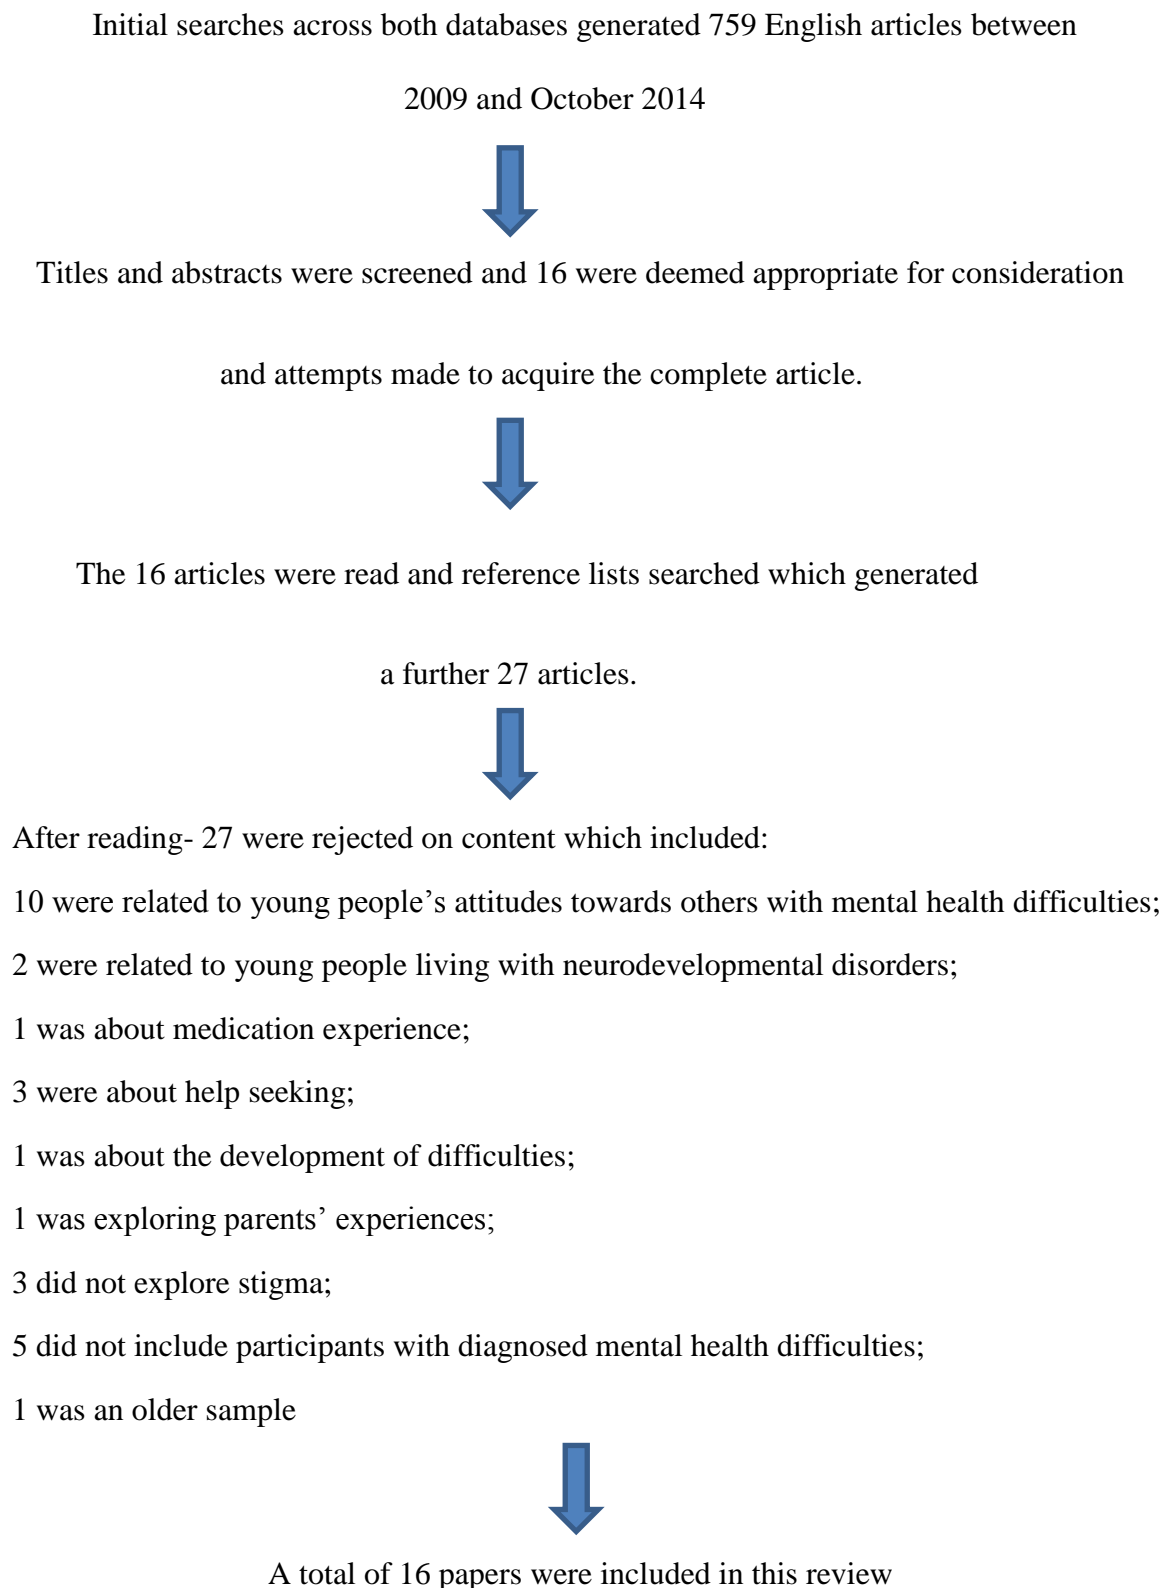 Initial searches across both databases generated 759 English articles between
2009 and October 2014
Titles and abstracts were screened and 16 were deemed appropriate for consideration
and attempts made to acquire the complete article.
The 16 articles were read and reference lists searched which generated
a further 27 articles.
After reading- 27 were rejected on content which included:
10 were related to young people’s attitudes towards others with mental health difficulties;
2 were related to young people living with neurodevelopmental disorders;
1 was about medication experience;
3 were about help seeking;
1 was about the development of difficulties;
1 was exploring parents’ experiences;
3 did not explore stigma;
5 did not include participants with diagnosed mental health difficulties;
1 was an older sample
A total of 16 papers were included in this review